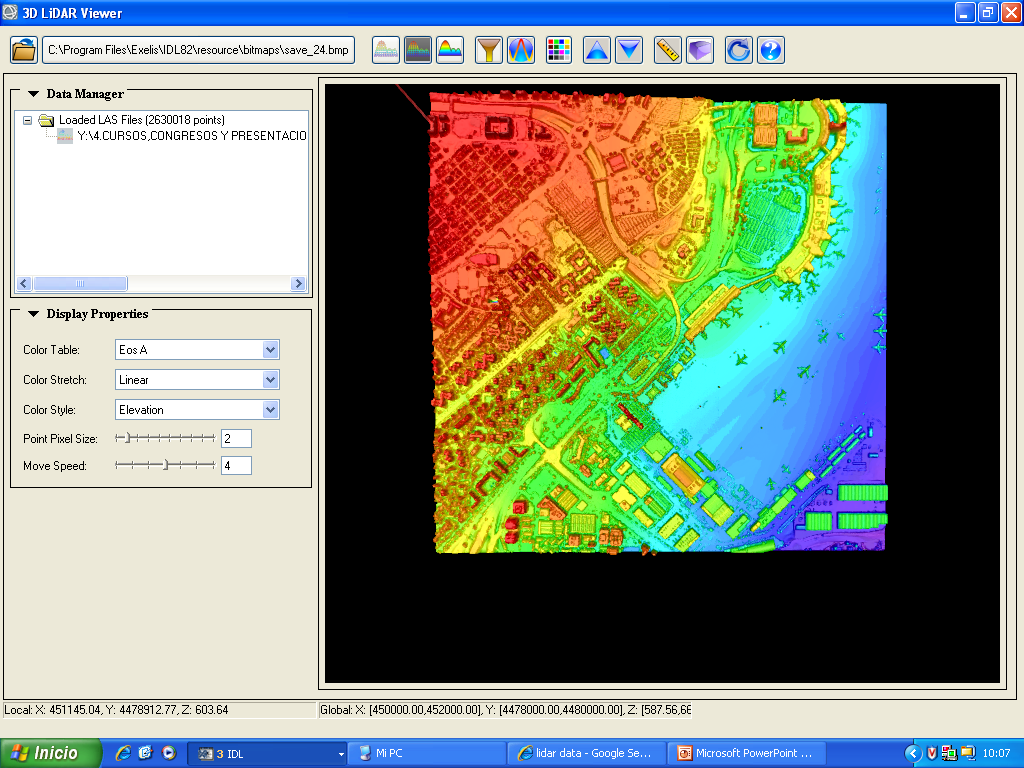 3D LiDAR Viewer
C:\Program Files\Exelis\IDL82\resource\bitmaps\save_24.bmp
Data Manager
Loaded LAS Files (2630018 points)
Y:\4.CURSOS,CONGRESOS Y PRESENTACIO
Display Properties
Color Table: Eos A
Color Stretch: Linear
Color Style: Elevation
Point Pixel Size: 2
Move Speed: 4
Local: X: 451145.04, Y: 4478912.77, Z: 603.64 Global: X: [450000.00,452000.00], Y: [4478000.00,4480000.00], Z: [587.56,66
Inicio 3 IDL Mi PC lidar data - Google Se... Microsoft PowerPoint ... 10:07